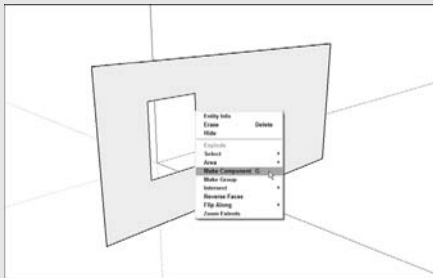 Entity Info
Erase Delete
Hide
Explode
Select
Area
Make Component G
Make Group
Intersect
Reverse Faces
Flip Along
Zoom Extents